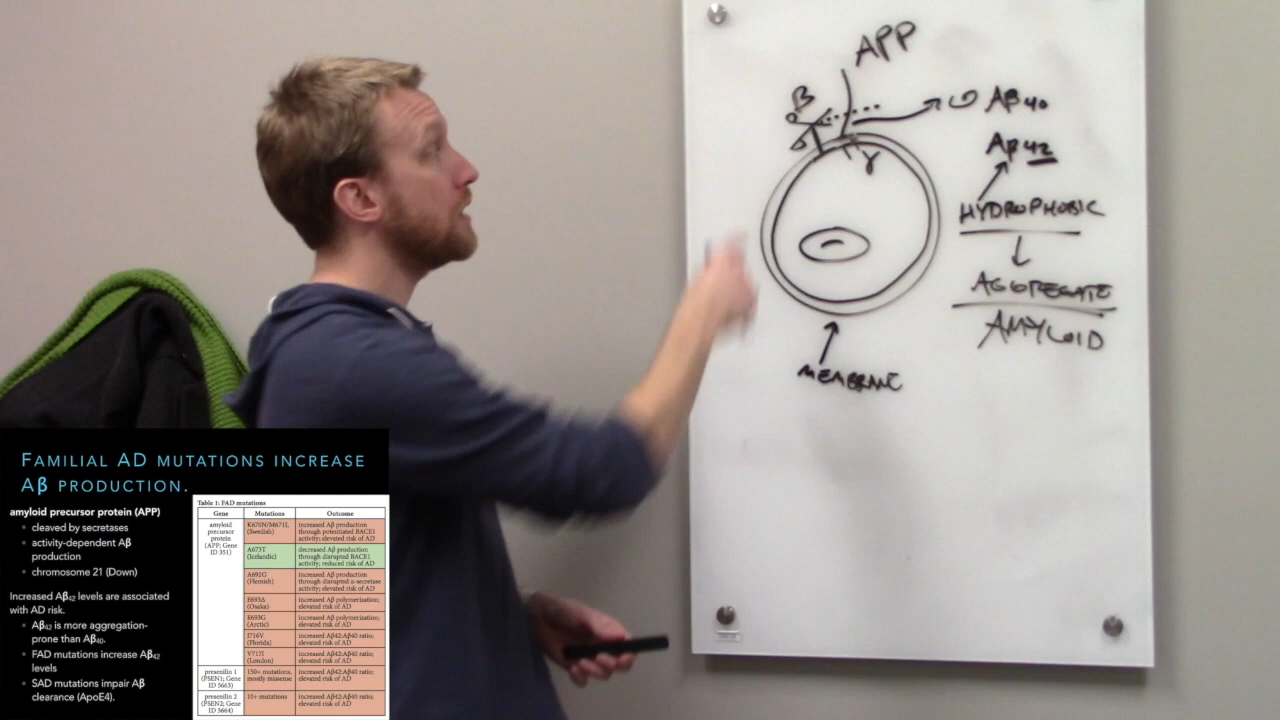 APP
β
Aβ40
Aβ42
γ
HYDROPHOBIC
↓
AGGREGATE
AMYLOID
MEMBRANE
FAMILIAL AD MUTATIONS INCREASE
Aβ PRODUCTION.
amyloid precursor protein (APP)
• cleaved by secretases
• activity-dependent Aβ
production
• chromosome 21 (Down)
Increased Aβ42 levels are associated
with AD risk.
• Aβ42 is more aggregation-
prone than Aβ40.
• FAD mutations increase Aβ42
levels
• SAD mutations impair Aβ
clearance (ApoE4).
Table 1: FAD mutations
Gene Mutations Outcome
amyloid
precursor
protein
(APP; Gene
ID 351)
K670N/M671L
(Swedish)
increased Aβ production
through potentiated BACE1
activity; elevated risk of AD
A673T
(Icelandic)
decreased Aβ production
through disrupted BACE1
activity; reduced risk of AD
A692G
(Flemish)
increased Aβ production
through disrupted α-secretase
activity; elevated risk of AD
E693Δ
(Osaka)
increased Aβ polymerization;
elevated risk of AD
E693G
(Arctic)
increased Aβ polymerization;
elevated risk of AD
I716V
(Florida)
increased Aβ42:Aβ40 ratio;
elevated risk of AD
V717I
(London)
increased Aβ42:Aβ40 ratio;
elevated risk of AD
presenilin 1
(PSEN1; Gene
ID 5663)
150+ mutations,
mostly missense
increased Aβ42:Aβ40 ratio;
elevated risk of AD
presenilin 2
(PSEN2; Gene
ID 5664)
10+ mutations
increased Aβ42:Aβ40 ratio;
elevated risk of AD